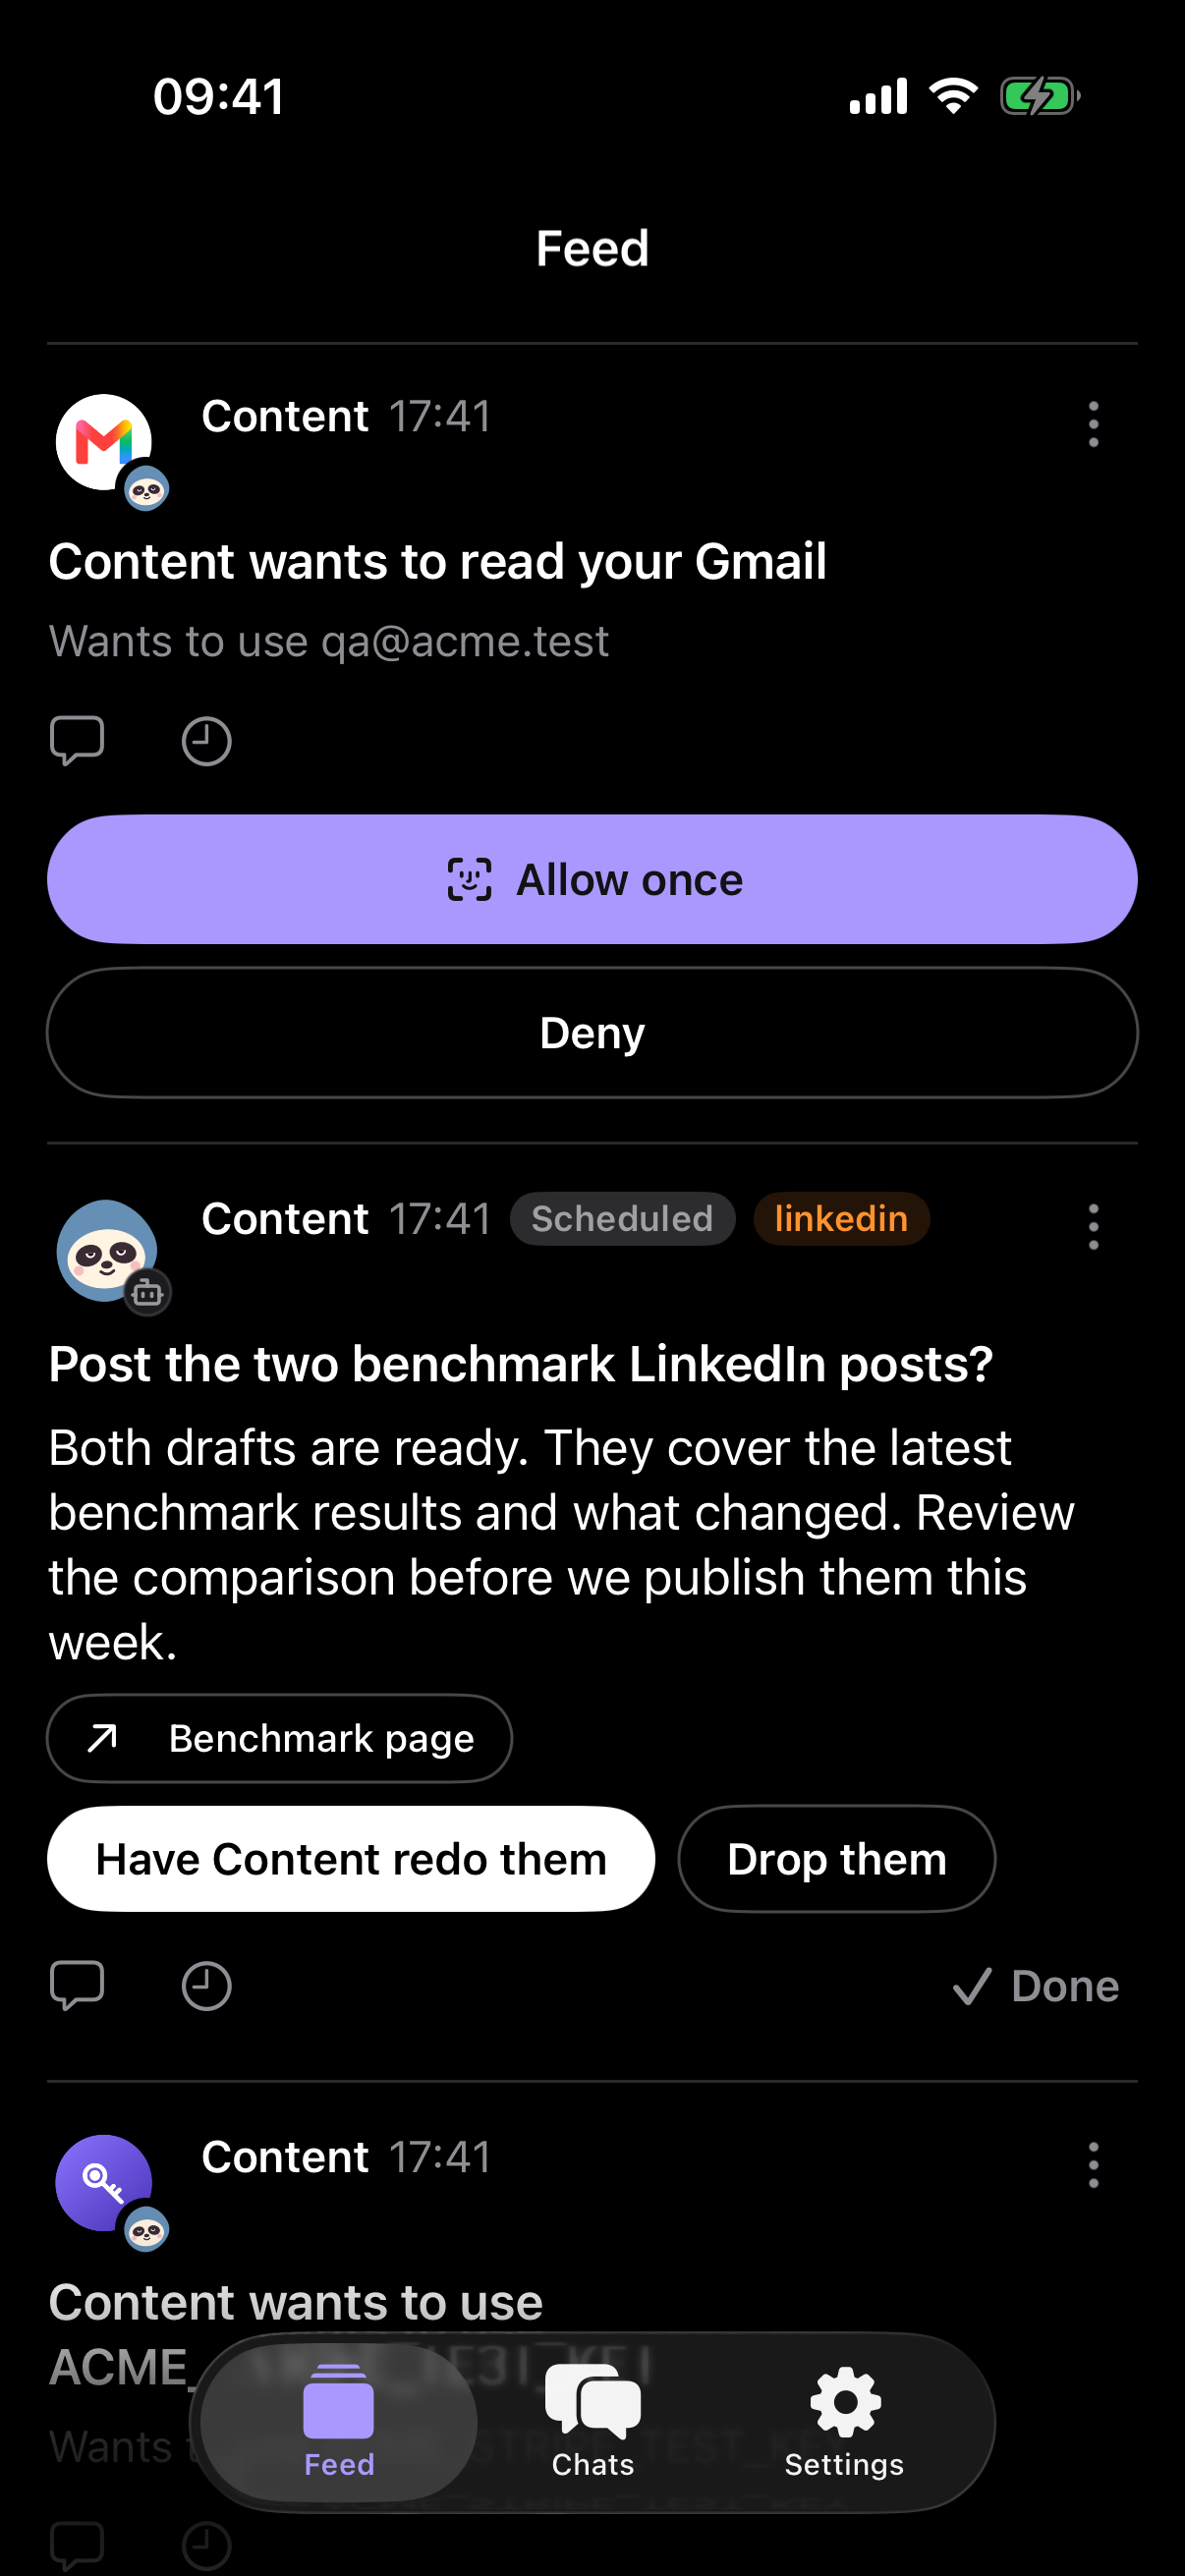 09:41
Feed
Content 17:41
Content wants to read your Gmail
Wants to use qa@acme.test
Allow once
Deny
Content 17:41 Scheduled linkedin
Post the two benchmark LinkedIn posts?
Both drafts are ready. They cover the latest
benchmark results and what changed. Review
the comparison before we publish them this
week.
Benchmark page
Have Content redo them
Drop them
Done
Content 17:41
Content wants to use
ACME_
Wants
Feed
Chats
Settings